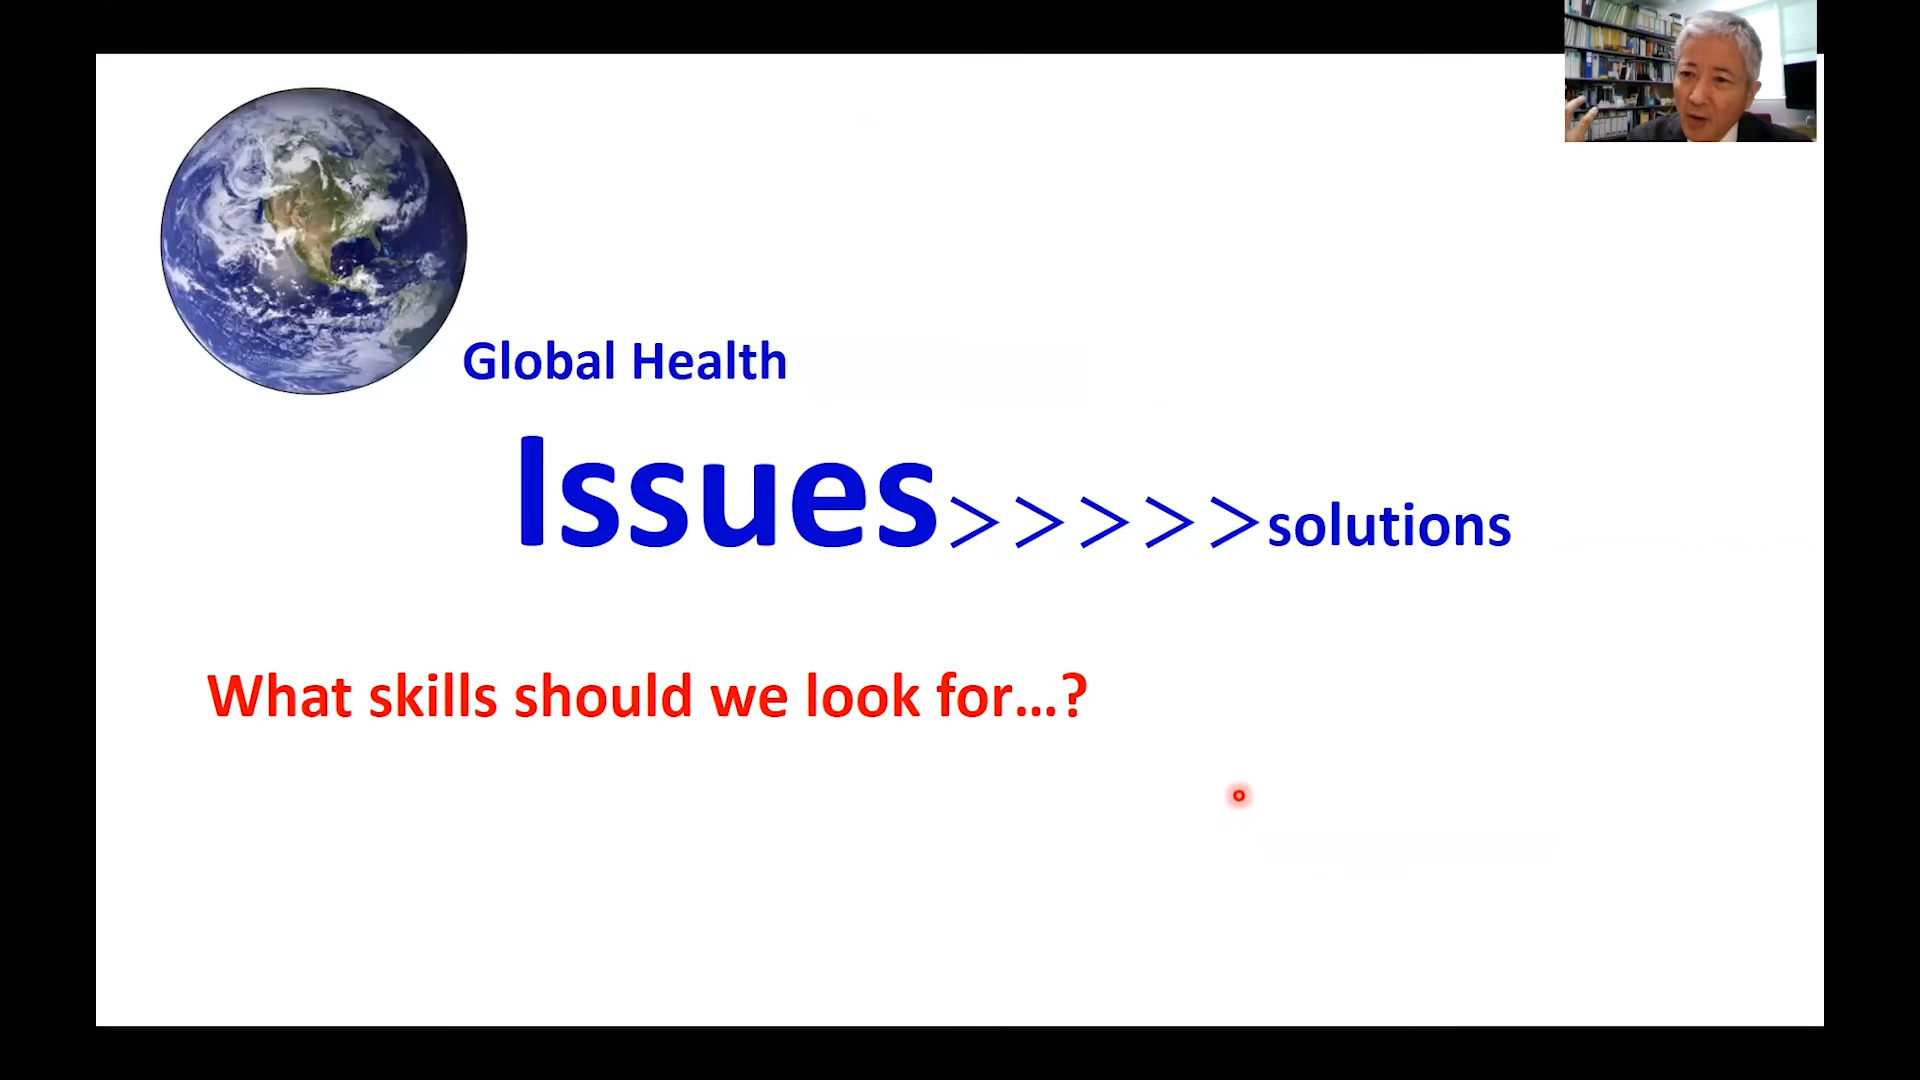 Global Health
Issues＞＞＞＞＞solutions
What skills should we look for...?